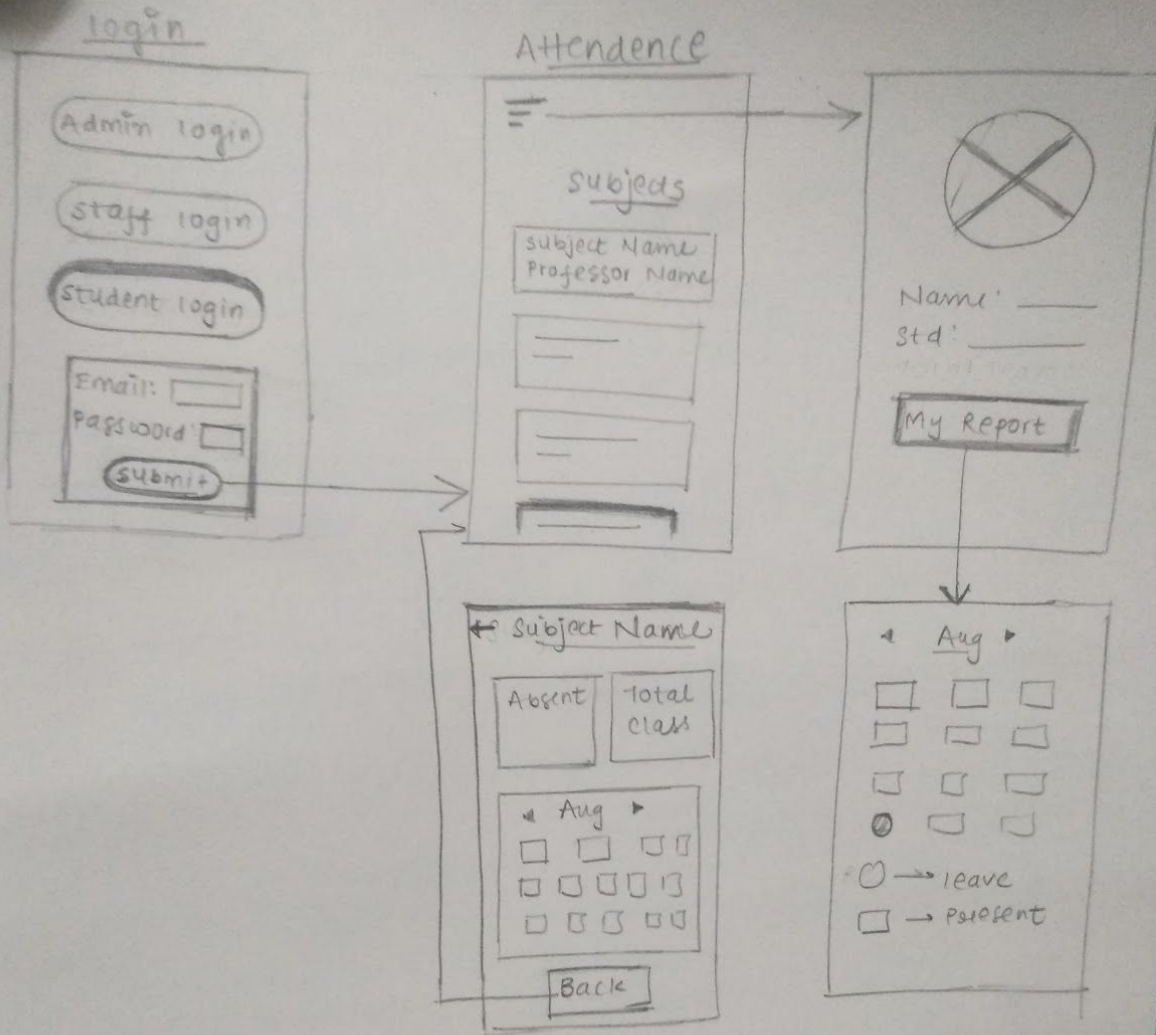 login
Admin login
Staff login
Student login
Email:
Password:
Submit
Attendence
Subjects
Subject Name
Professor Name
Name:
Std:
My Report
Subject Name
Absent
Total
class
Aug
Back
Aug
leave
Present